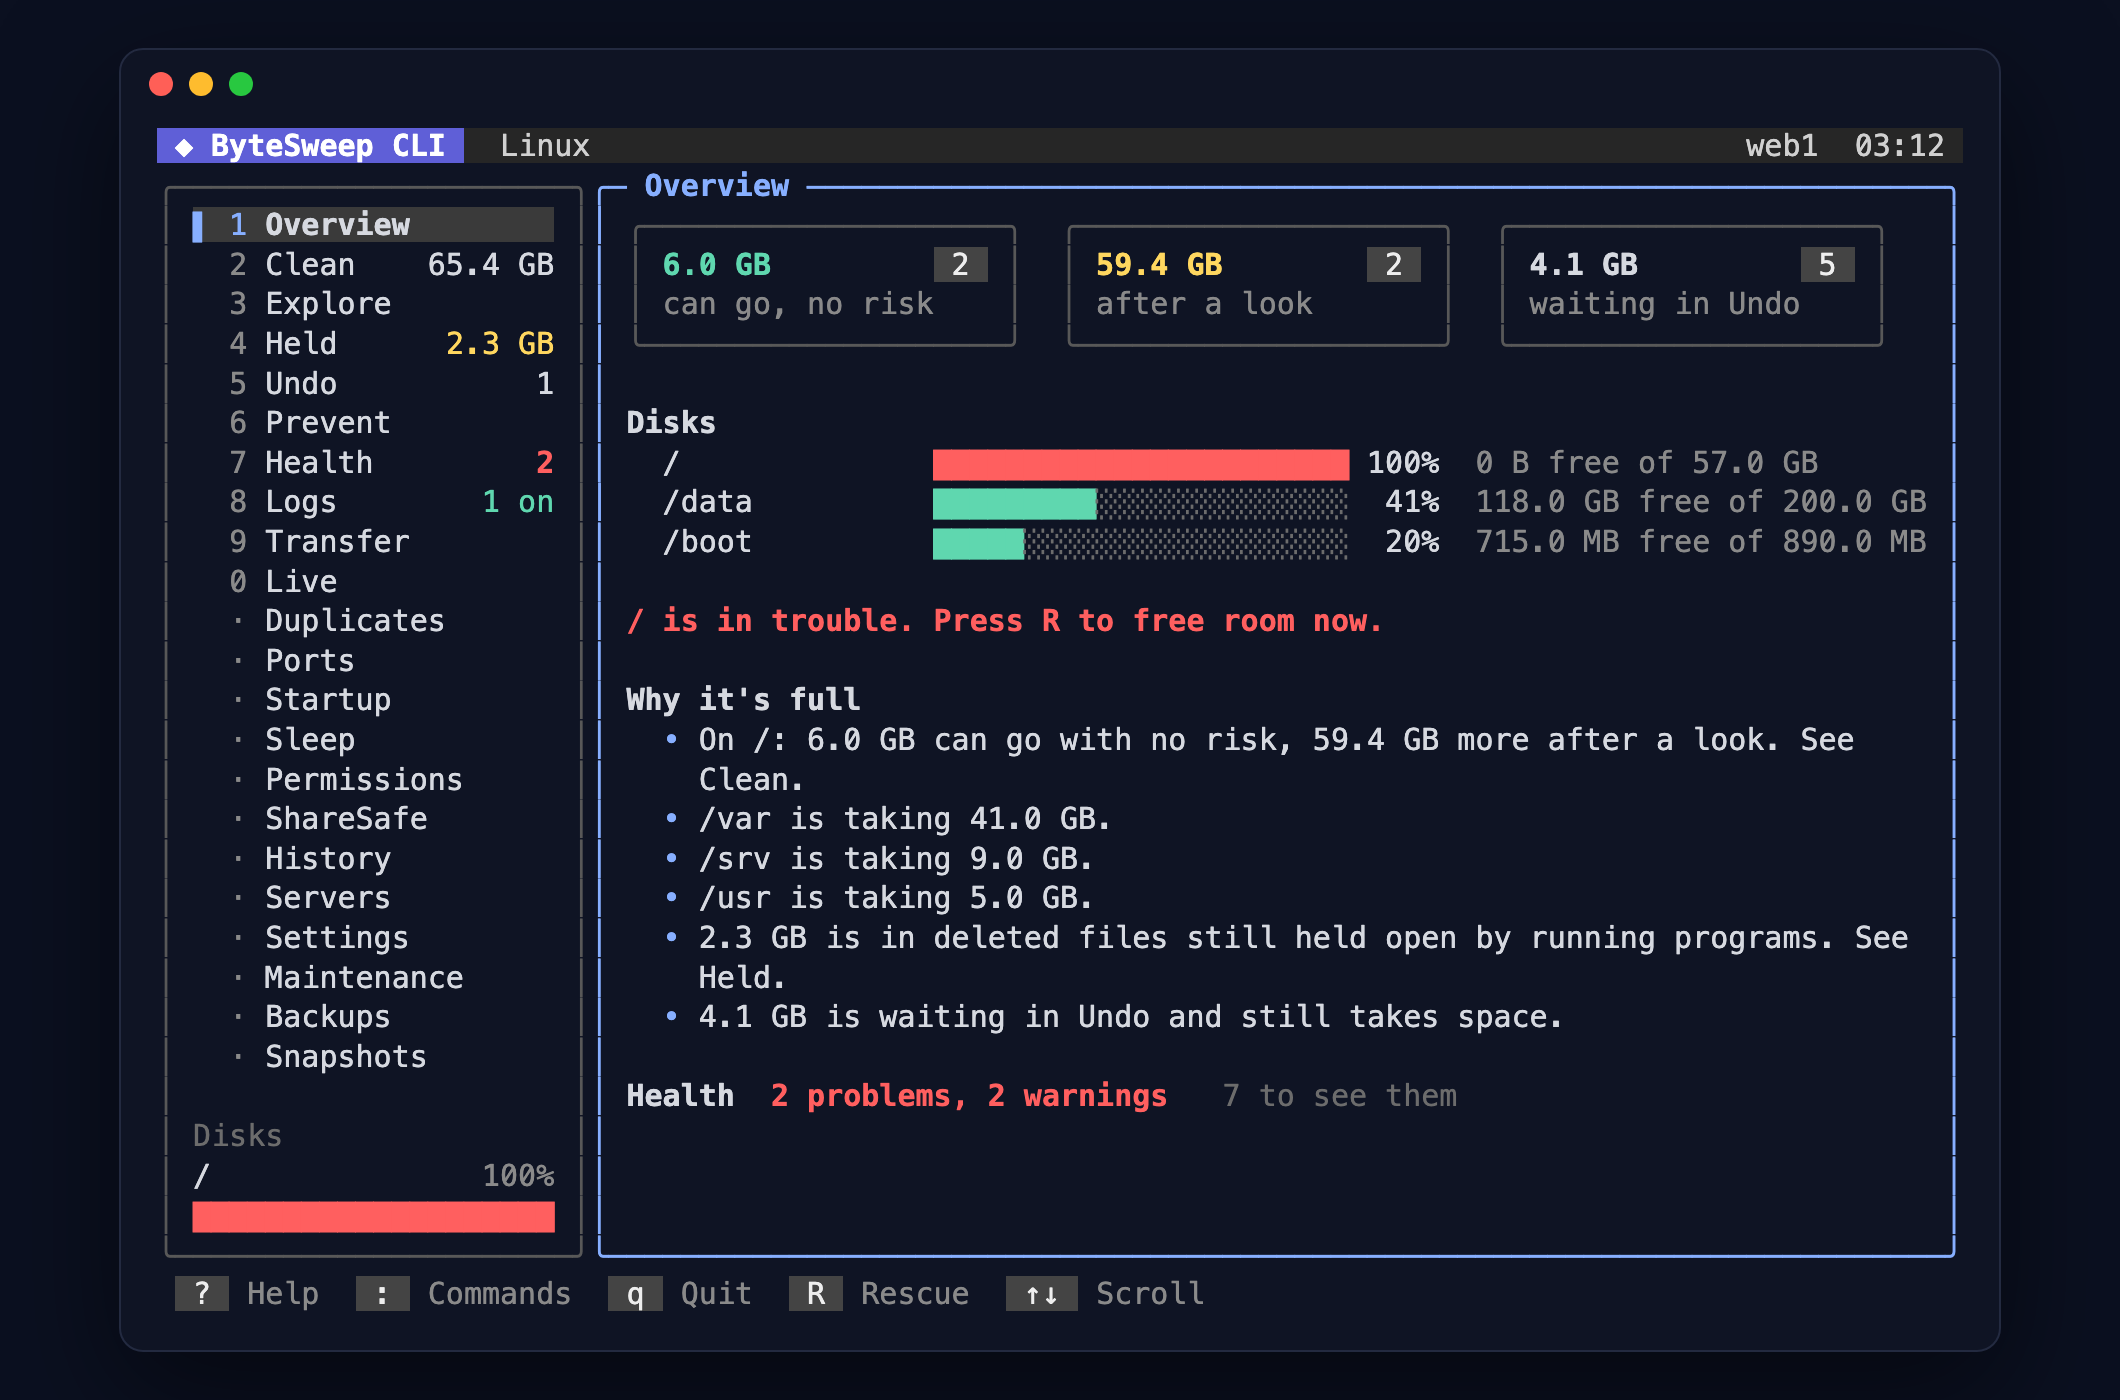 ◆ ByteSweep CLI Linux web1 03:12
1 Overview
2 Clean 65.4 GB
3 Explore
4 Held 2.3 GB
5 Undo 1
6 Prevent
7 Health 2
8 Logs 1 on
9 Transfer
0 Live
· Duplicates
· Ports
· Startup
· Sleep
· Permissions
· ShareSafe
· History
· Servers
· Settings
· Maintenance
· Backups
· Snapshots
Disks
/ 100%
Overview
6.0 GB 2
can go, no risk
59.4 GB 2
after a look
4.1 GB 5
waiting in Undo
Disks
/ 100% 0 B free of 57.0 GB
/data 41% 118.0 GB free of 200.0 GB
/boot 20% 715.0 MB free of 890.0 MB
/ is in trouble. Press R to free room now.
Why it's full
• On /: 6.0 GB can go with no risk, 59.4 GB more after a look. See
Clean.
• /var is taking 41.0 GB.
• /srv is taking 9.0 GB.
• /usr is taking 5.0 GB.
• 2.3 GB is in deleted files still held open by running programs. See
Held.
• 4.1 GB is waiting in Undo and still takes space.
Health 2 problems, 2 warnings 7 to see them
? Help : Commands q Quit R Rescue ↑↓ Scroll